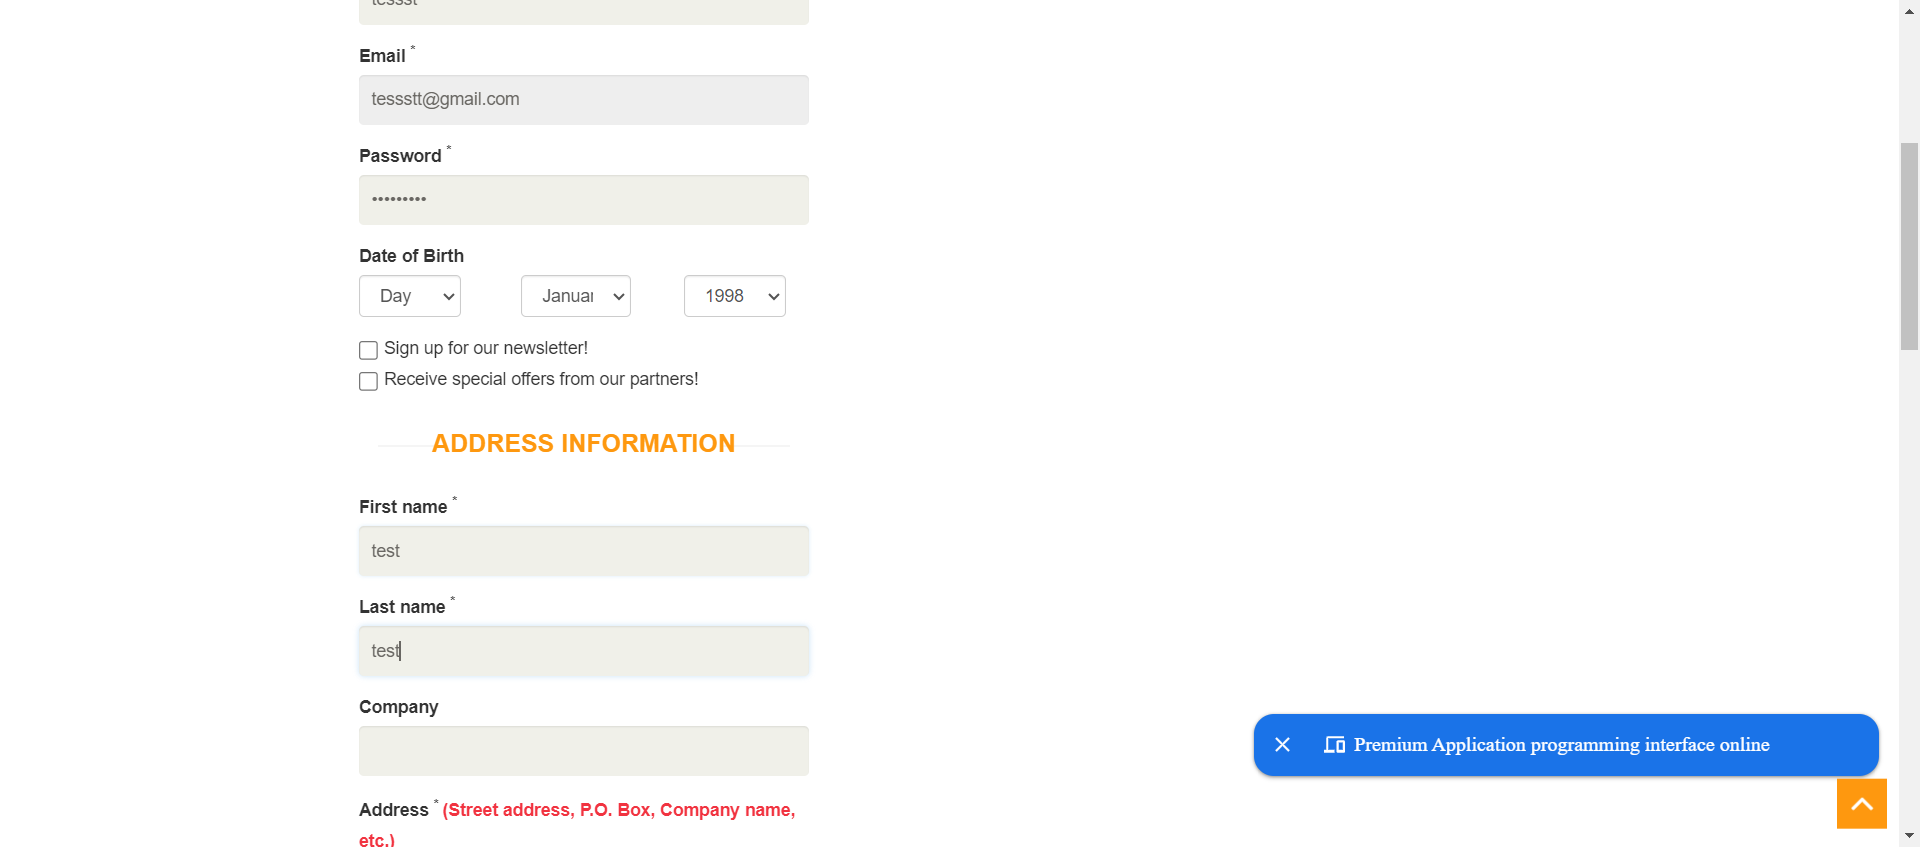 tessst
Email *
tessstt@gmail.com
Password *
•••••••••
Date of Birth
Day Januar 1998
Sign up for our newsletter!
Receive special offers from our partners!
ADDRESS INFORMATION
First name *
test
Last name *
test
Company
Premium Application programming interface online
Address * (Street address, P.O. Box, Company name,
etc.)